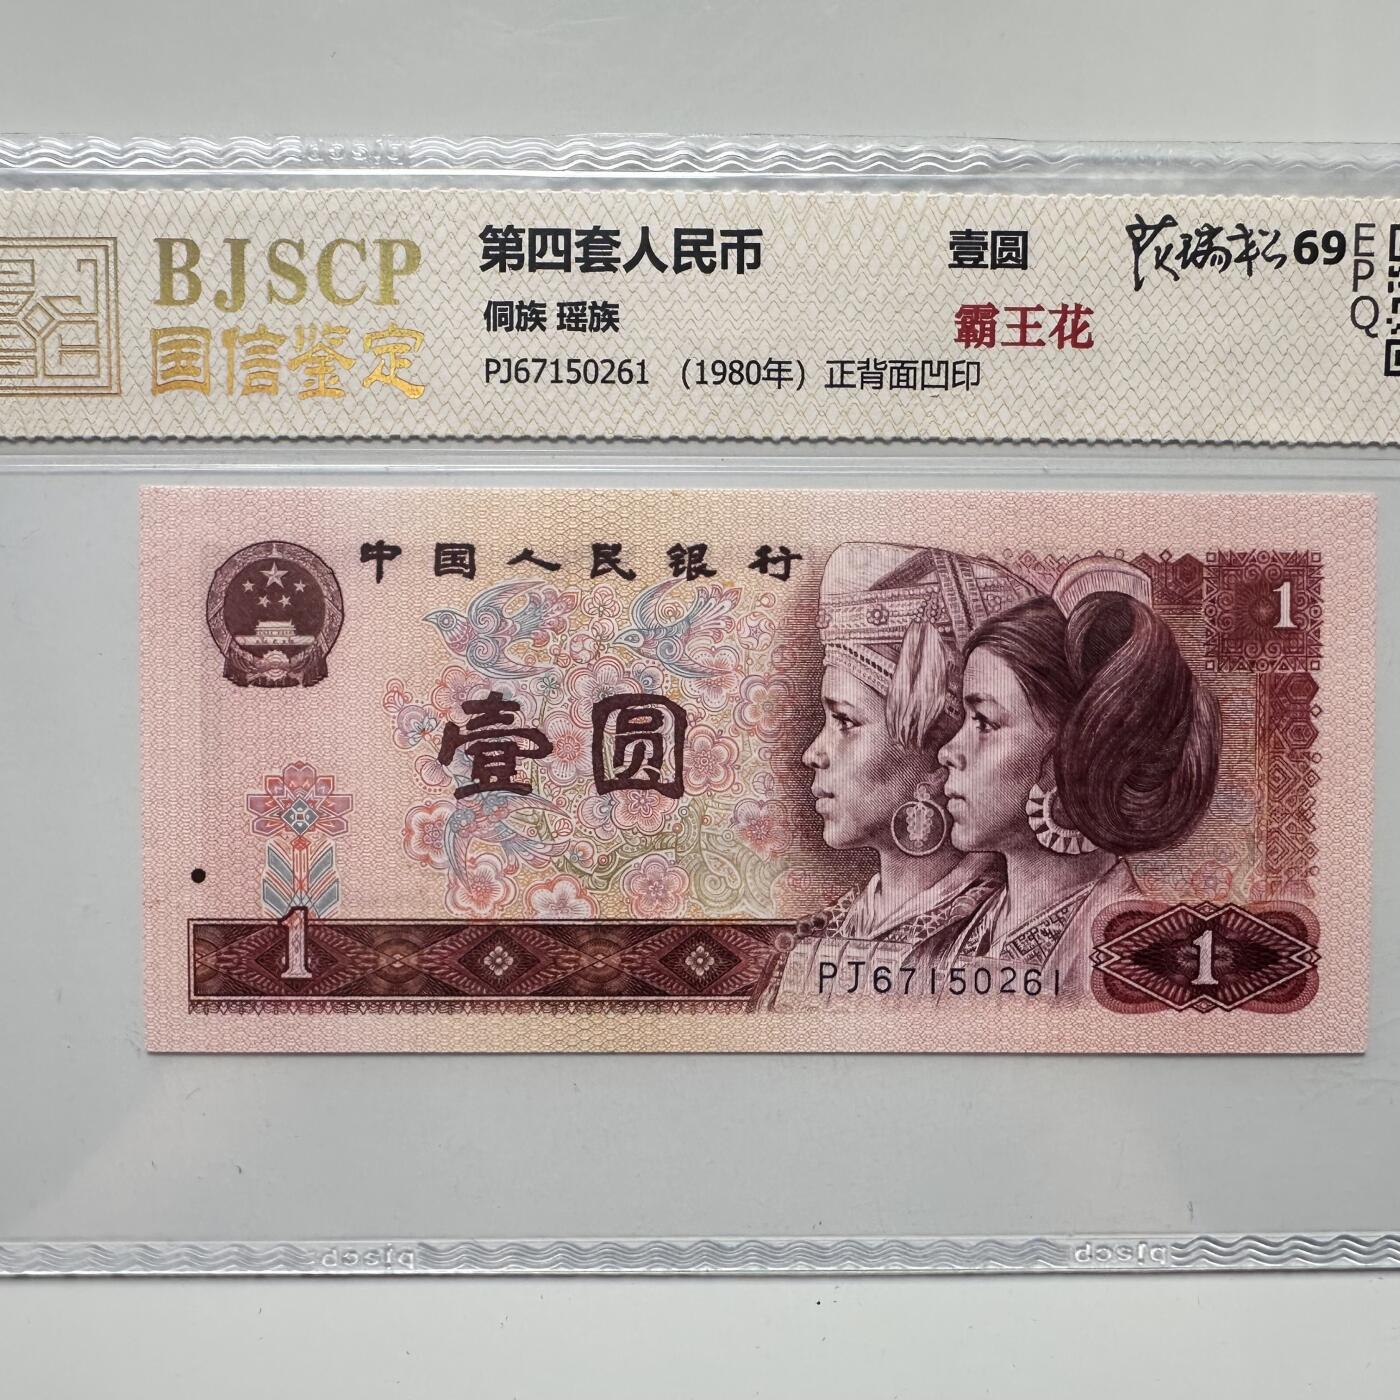 BJSCP
国信鉴定
第四套人民币 壹圆
侗族 瑶族 霸王花
PJ67150261 （1980年）正背面凹印
69 EPQ
中国人民银行
1
壹圆
1
PJ67150261
1
bjscp